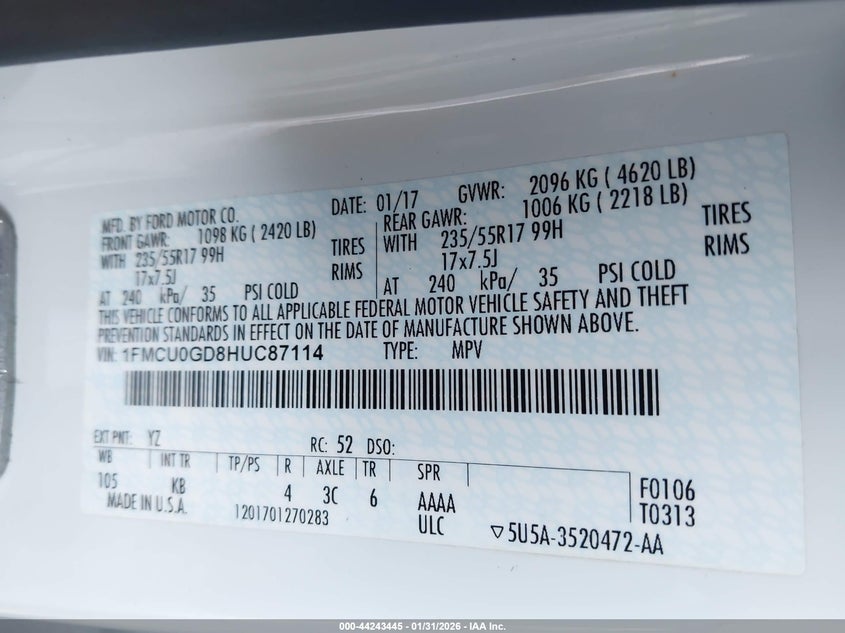 MFD. BY FORD MOTOR CO.
DATE: 01/17 GVWR: 2096 KG ( 4620 LB)
FRONT GAWR: 1098 KG ( 2420 LB)
WITH 235/55R17 99H TIRES
17x7.5J RIMS
AT 240 kPa/ 35 PSI COLD
REAR GAWR: 1006 KG ( 2218 LB)
WITH 235/55R17 99H TIRES
17x7.5J RIMS
AT 240 kPa/ 35 PSI COLD
THIS VEHICLE CONFORMS TO ALL APPLICABLE FEDERAL MOTOR VEHICLE SAFETY AND THEFT
PREVENTION STANDARDS IN EFFECT ON THE DATE OF MANUFACTURE SHOWN ABOVE.
VIN: 1FMCU0GD8HUC87114 TYPE: MPV
EXT PNT: YZ RC: 52 DSO:
WB INT TR TP/PS R AXLE TR SPR
105 KB 4 3C 6 AAAA F0106
MADE IN U.S.A. 1201701270283 ULC T0313
▽5U5A-3520472-AA
000-44243445 | 01/31/2026 - IAA Inc.